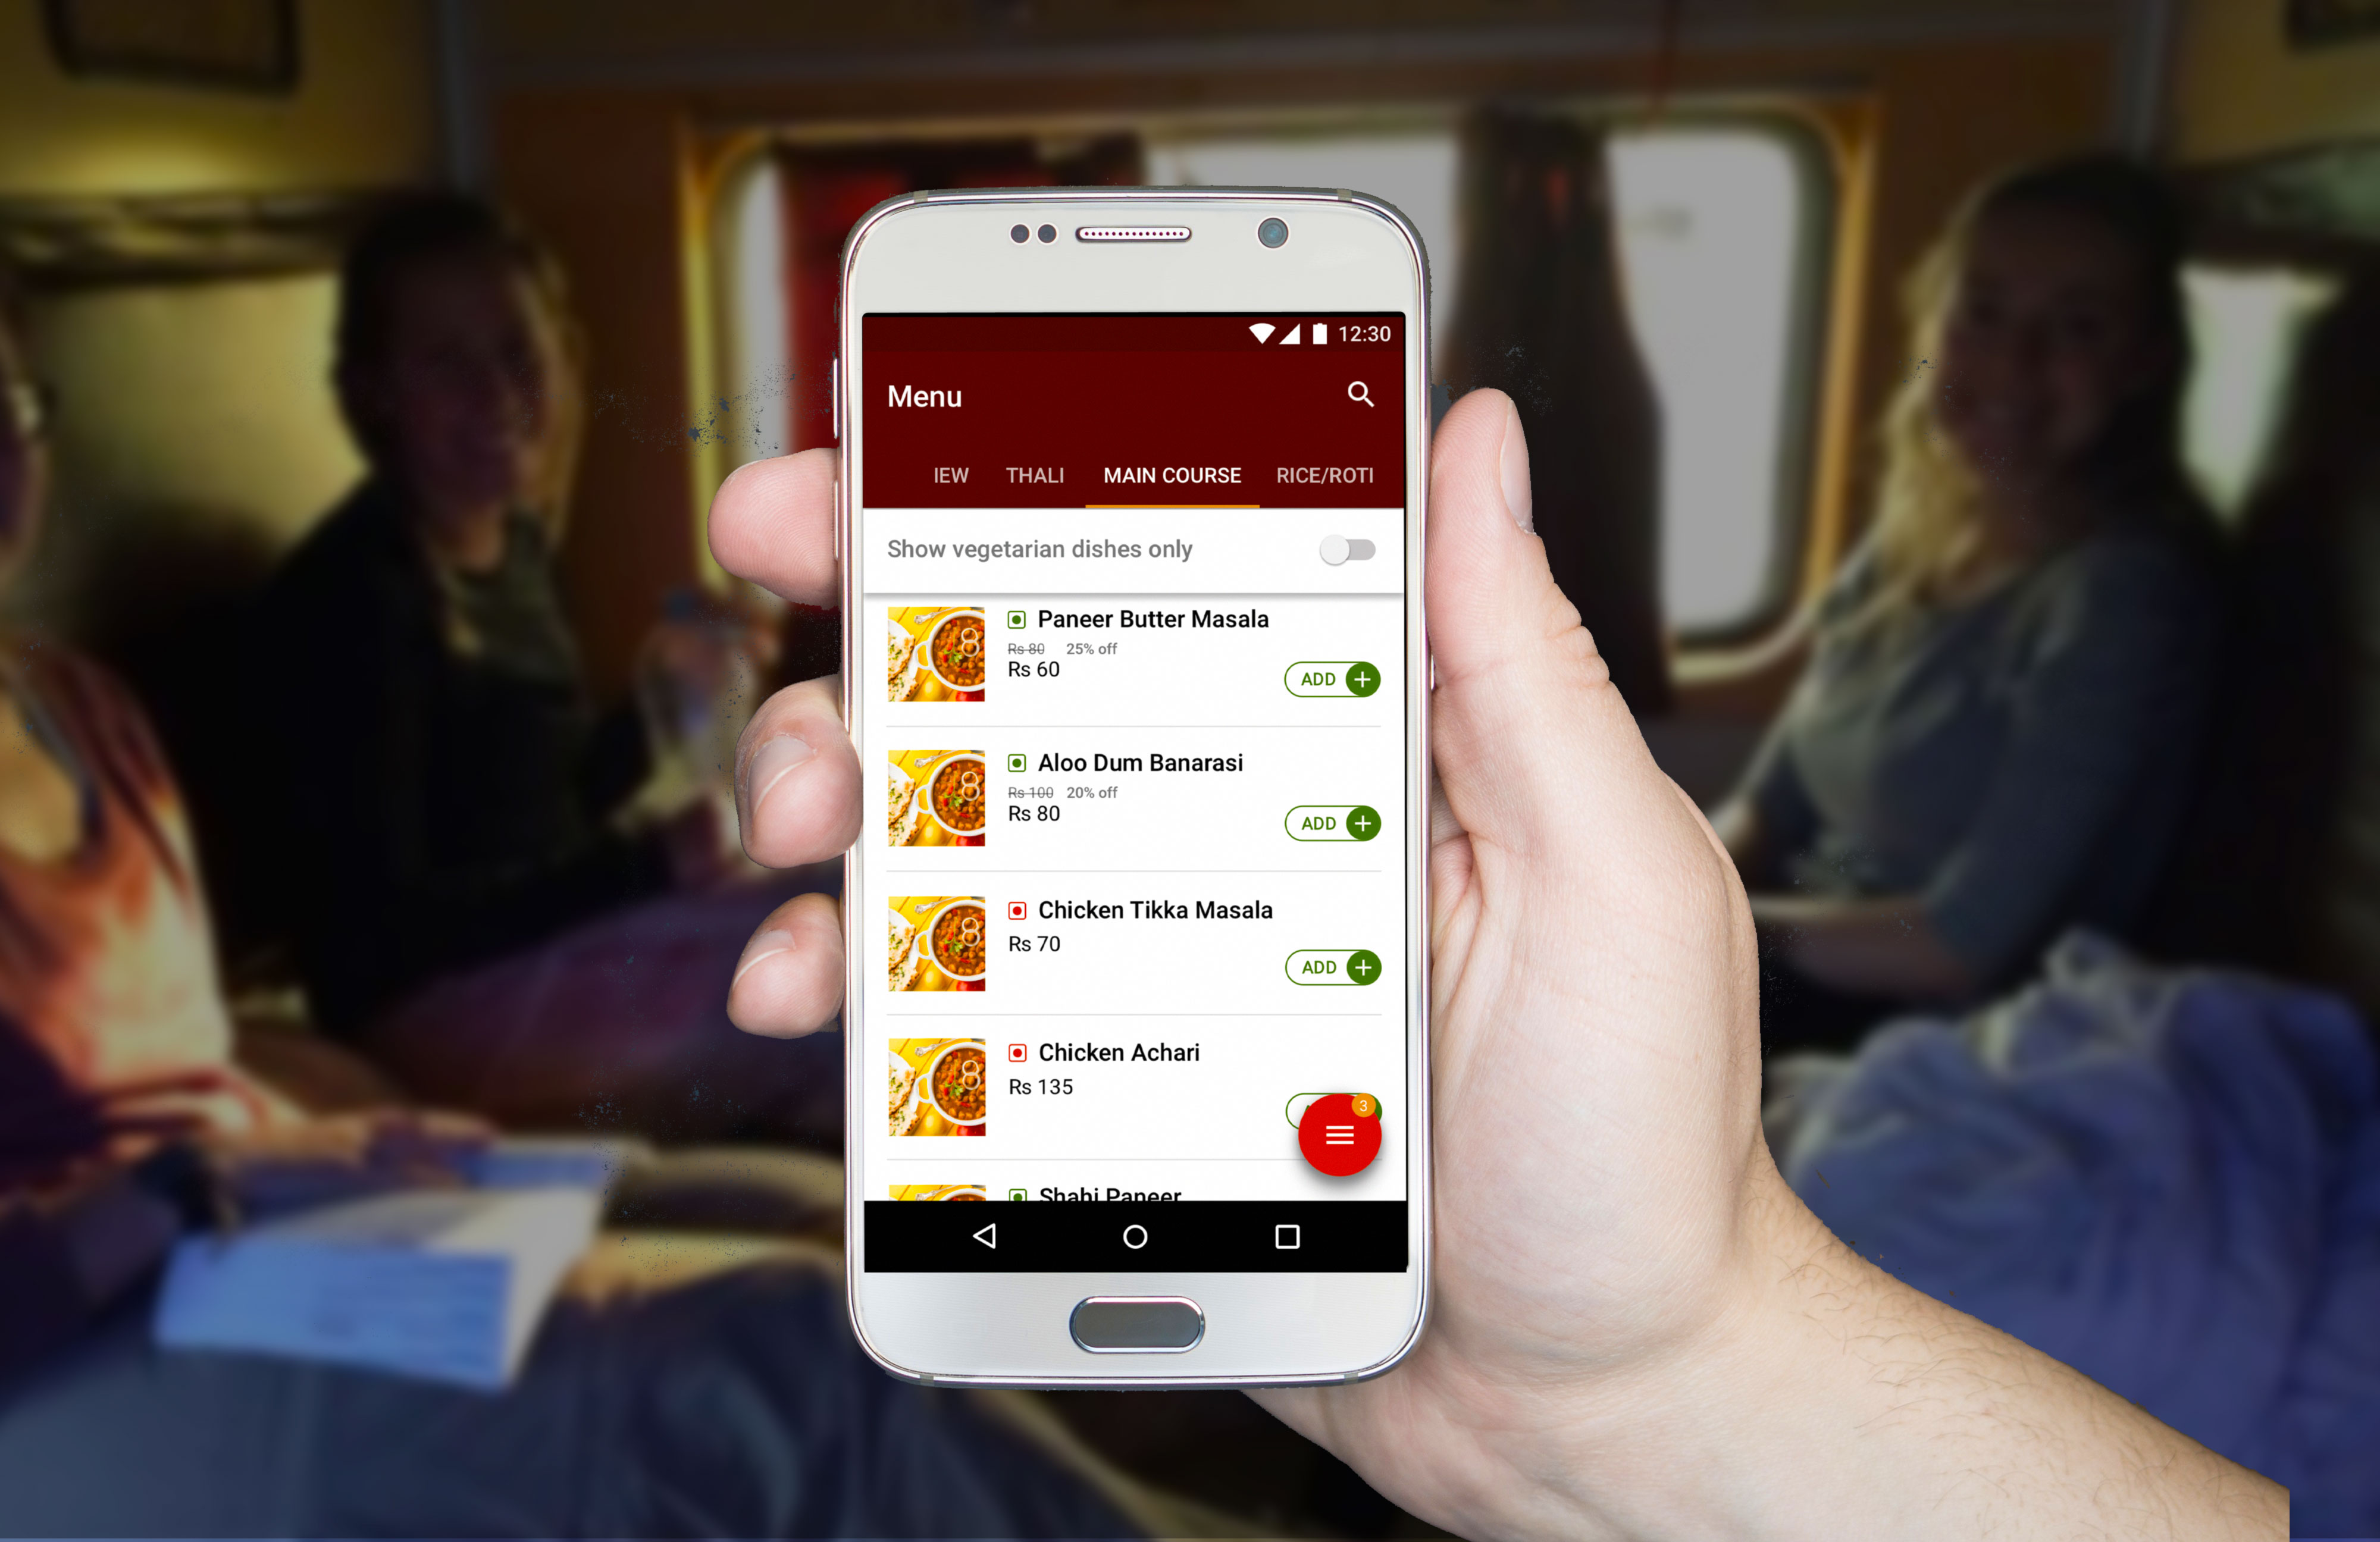 12:30
Menu
IEW THALI MAIN COURSE RICE/ROTI
Show vegetarian dishes only
Paneer Butter Masala
Rs 80 25% off
Rs 60
ADD
Aloo Dum Banarasi
Rs 100 20% off
Rs 80
ADD
Chicken Tikka Masala
Rs 70
ADD
Chicken Achari
Rs 135
3
Shahi Paneer